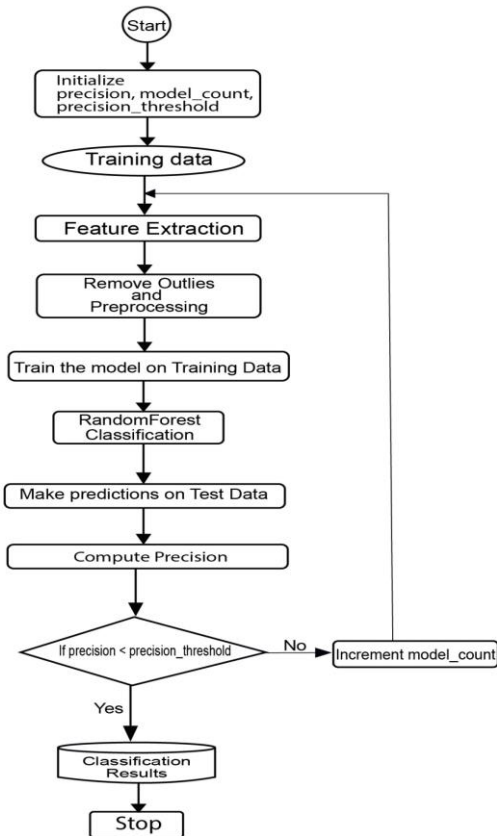 Start
Initialize
precision, model_count,
precision_threshold
Training data
Feature Extraction
Remove Outlies
and
Preprocessing
Train the model on Training Data
RandomForest
Classification
Make predictions on Test Data
Compute Precision
If precision < precision_threshold
No
Increment model_count
Yes
Classification
Results
Stop